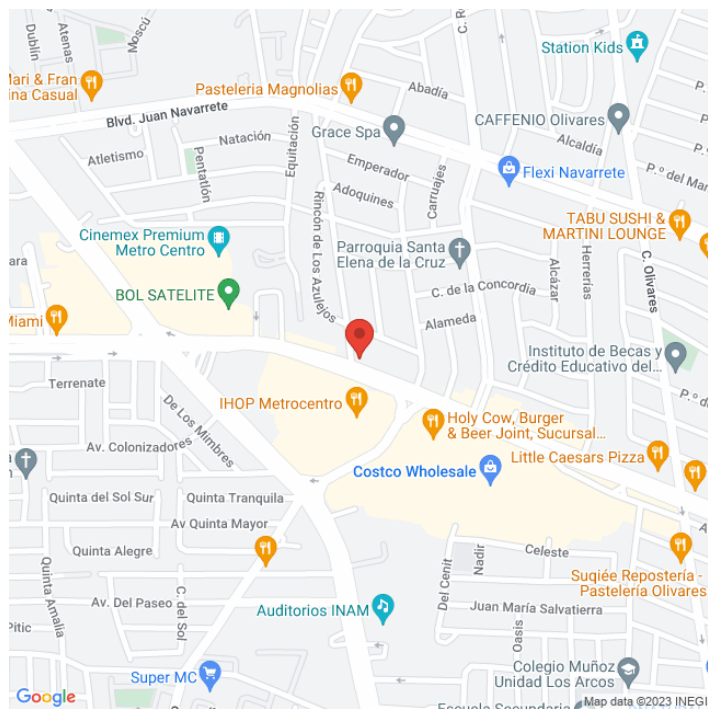 Dublín
Atenas
Moscú
Station Kids
Mari & Fran
ina Casual
Pasteleria Magnolias
Abadía
Blvd. Juan Navarrete
CAFFENIO Olivares
Natación
Equitación
Grace Spa
Alcaldía
P.º d
Atletismo
Pentatlón
Emperador
Flexi Navarrete
P.º del Mar
Adoquines
Carruajes
Rincón de Los Azulejos
TABU SUSHI &
MARTINI LOUNGE
Cinemex Premium
Metro Centro
Parroquia Santa
Elena de la Cruz
Herrerías
C. Olivares
ara
BOL SATELITE
C. de la Concordia
Alcázar
Miami
Alameda
Instituto de Becas y
Crédito Educativo del...
Terrenate
De Los Mimbres
IHOP Metrocentro
P.º d
Holy Cow, Burger
& Beer Joint, Sucursal...
Av. Colonizadores
Little Caesars Pizza
Costco Wholesale
Quinta del Sol Sur
Quinta Tranquila
Av Quinta Mayor
Quinta Alegre
Nadir
Celeste
Del Cenit
Suqiée Repostería -
Pastelería Olivares
Quinta Amalia
C. del Sol
Av. Del Paseo
Auditorios INAM
Juan María Salvatierra
Pitic
Oasis
Super MC
Colegio Muñoz
Unidad Los Arcos
Google
Map data ©2023 INEGI
Escuela Secundaria